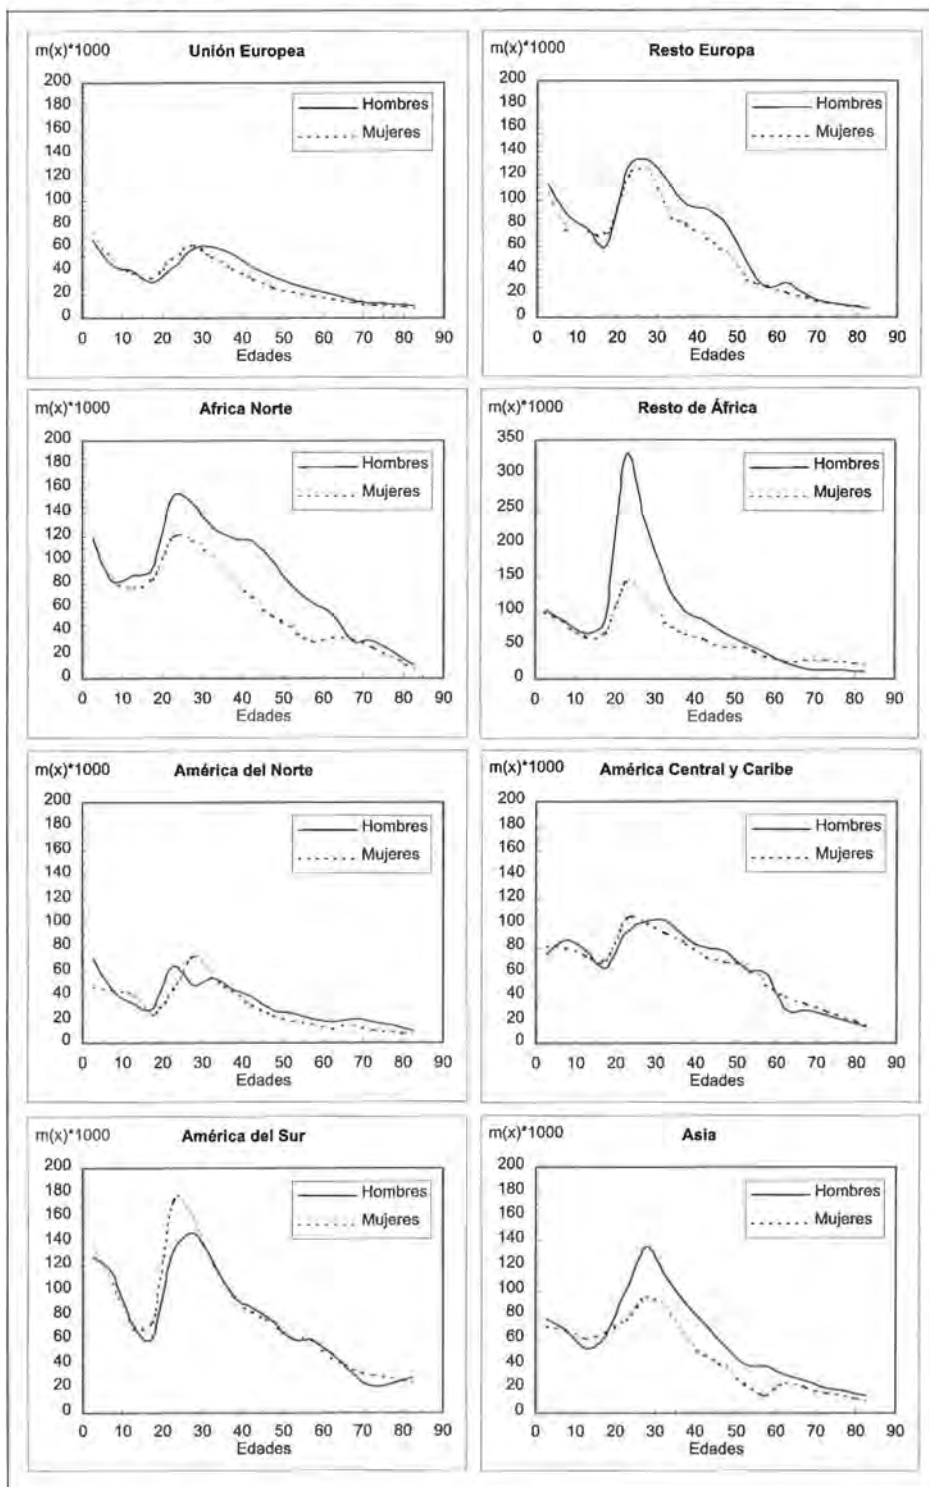 m(x)*1000 Unión Europea
200
180
160
140
120
100
80
60
40
20
0
Hombres
Mujeres
0 10 20 30 40 50 60 70 80 90
Edades
m(x)*1000 Resto Europa
200
180
160
140
120
100
80
60
40
20
0
Hombres
Mujeres
0 10 20 30 40 50 60 70 80 90
Edades
m(x)*1000 Africa Norte
200
180
160
140
120
100
80
60
40
20
0
Hombres
Mujeres
0 10 20 30 40 50 60 70 80 90
Edades
m(x)*1000 Resto de África
350
300
250
200
150
100
50
0
Hombres
Mujeres
0 10 20 30 40 50 60 70 80 90
Edades
m(x)*1000 América del Norte
200
180
160
140
120
100
80
60
40
20
0
Hombres
Mujeres
0 10 20 30 40 50 60 70 80 90
Edades
m(x)*1000 América Central y Caribe
200
180
160
140
120
100
80
60
40
20
0
Hombres
Mujeres
0 10 20 30 40 50 60 70 80 90
Edades
m(x)*1000 América del Sur
200
180
160
140
120
100
80
60
40
20
0
Hombres
Mujeres
0 10 20 30 40 50 60 70 80 90
Edades
m(x)*1000 Asia
200
180
160
140
120
100
80
60
40
20
0
Hombres
Mujeres
0 10 20 30 40 50 60 70 80 90
Edades